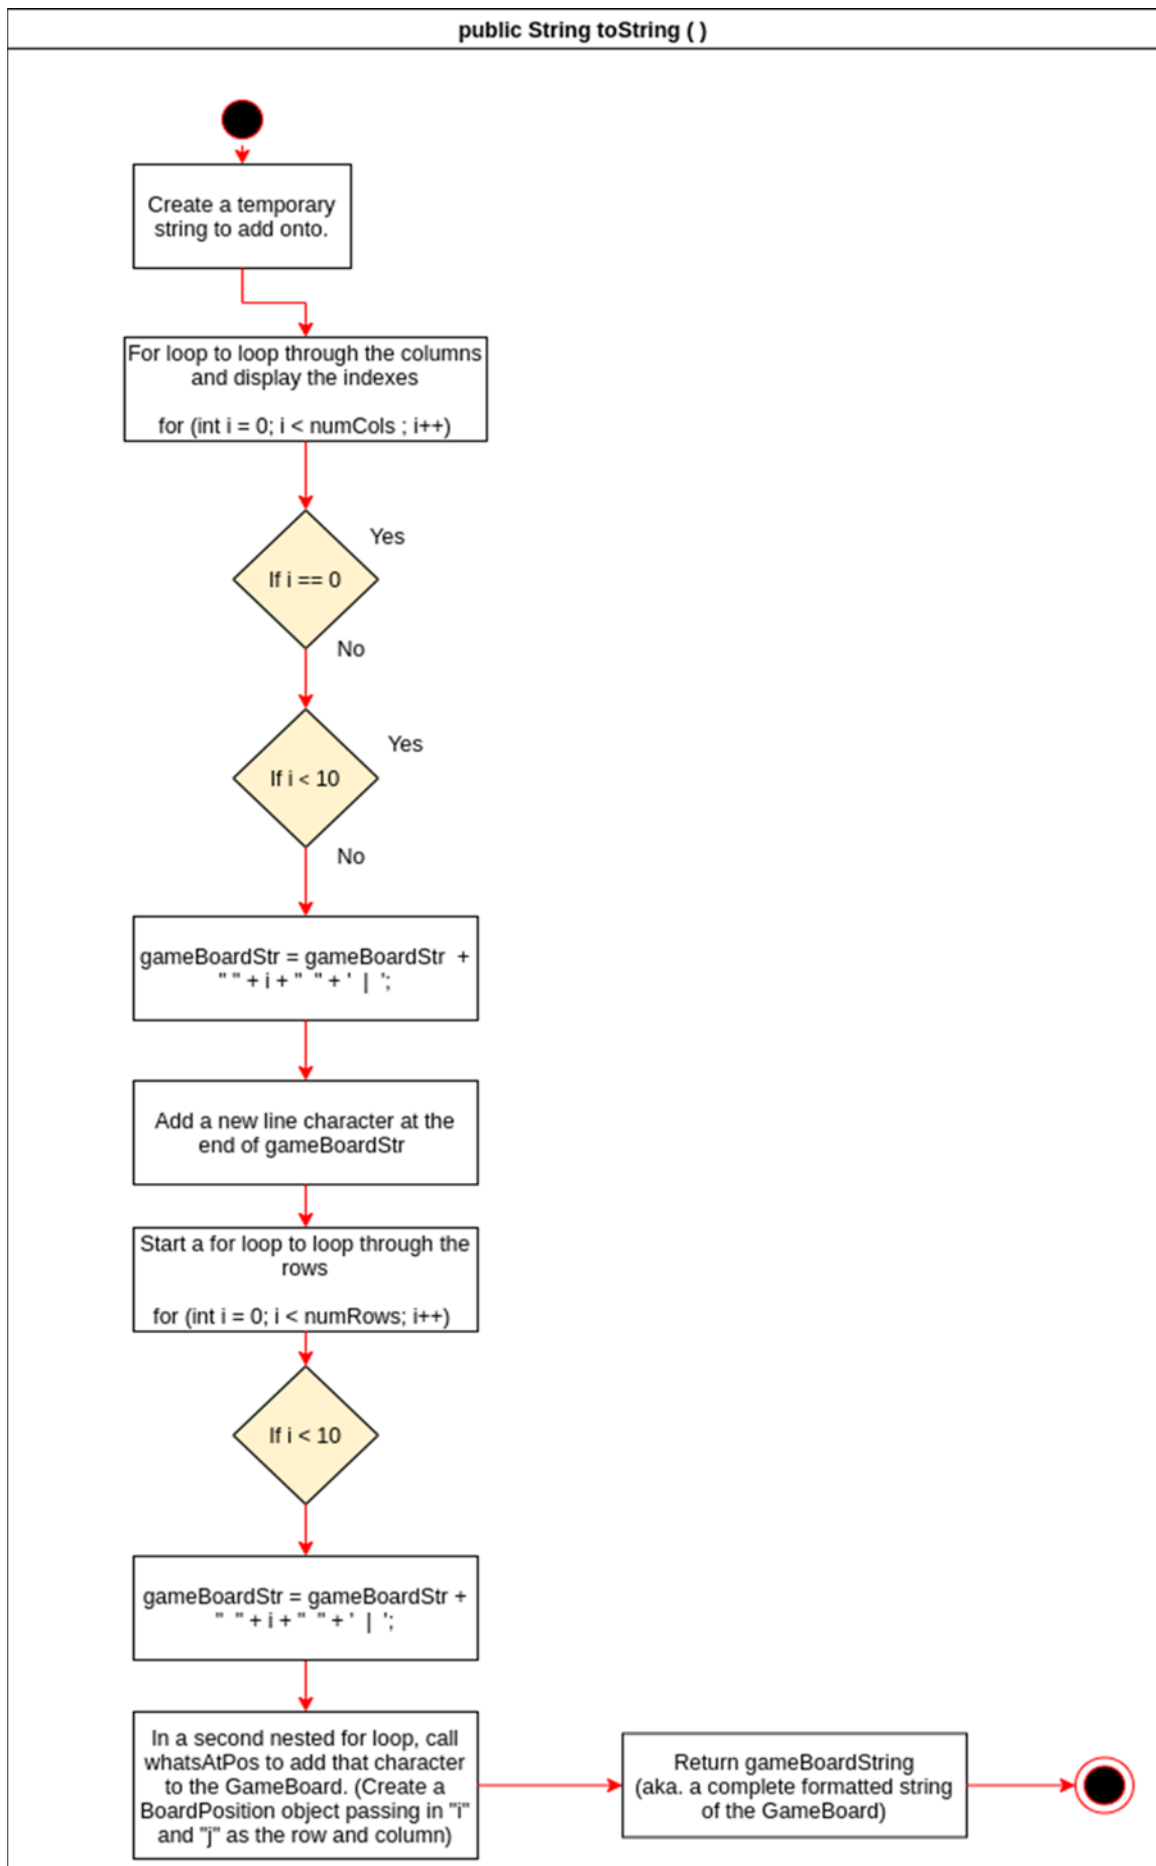 public String toString ( )
Create a temporary
string to add onto.
For loop to loop through the columns
and display the indexes
for (int i = 0; i < numCols ; i++)
Yes
If i == 0
No
Yes
If i < 10
No
gameBoardStr = gameBoardStr  +
" " + i + "  " + '  |  ';
Add a new line character at the
end of gameBoardStr
Start a for loop to loop through the
rows
for (int i = 0; i < numRows; i++)
If i < 10
gameBoardStr = gameBoardStr +
"  " + i + "  " + '  |  ';
In a second nested for loop, call
whatsAtPos to add that character
to the GameBoard. (Create a
BoardPosition object passing in "i"
and "j" as the row and column)
Return gameBoardString
(aka. a complete formatted string
of the GameBoard)